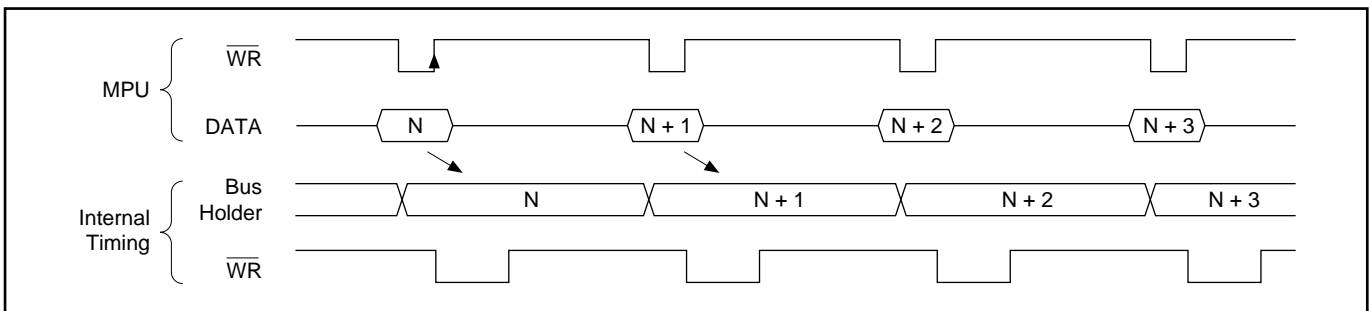 MPU
WR
DATA
N
N + 1
N + 2
N + 3
Internal
Timing
Bus
Holder
N
N + 1
N + 2
N + 3
WR